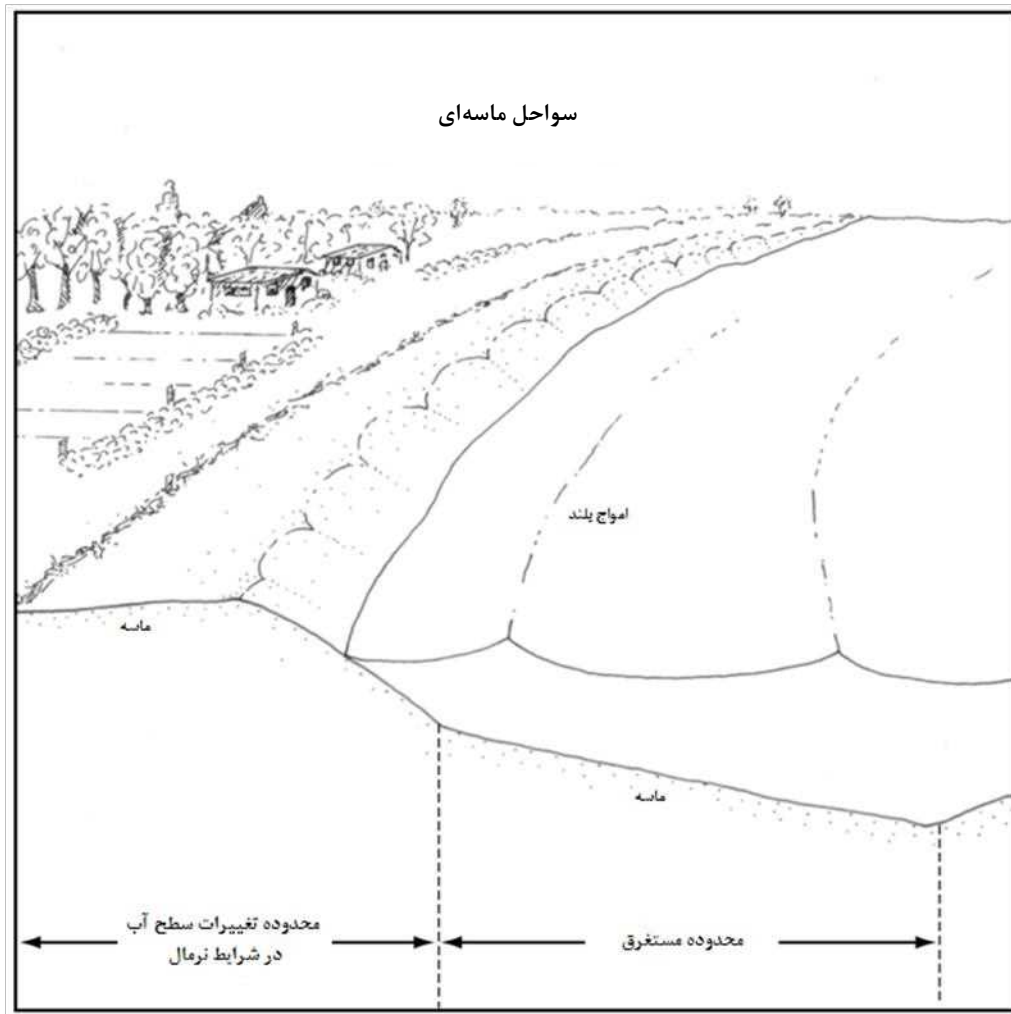 سواحل ماسه‌ای
امواج بلند
ماسه
ماسه
محدوده تغییرات سطح آب
در شرایط نرمال
محدوده مستغرق